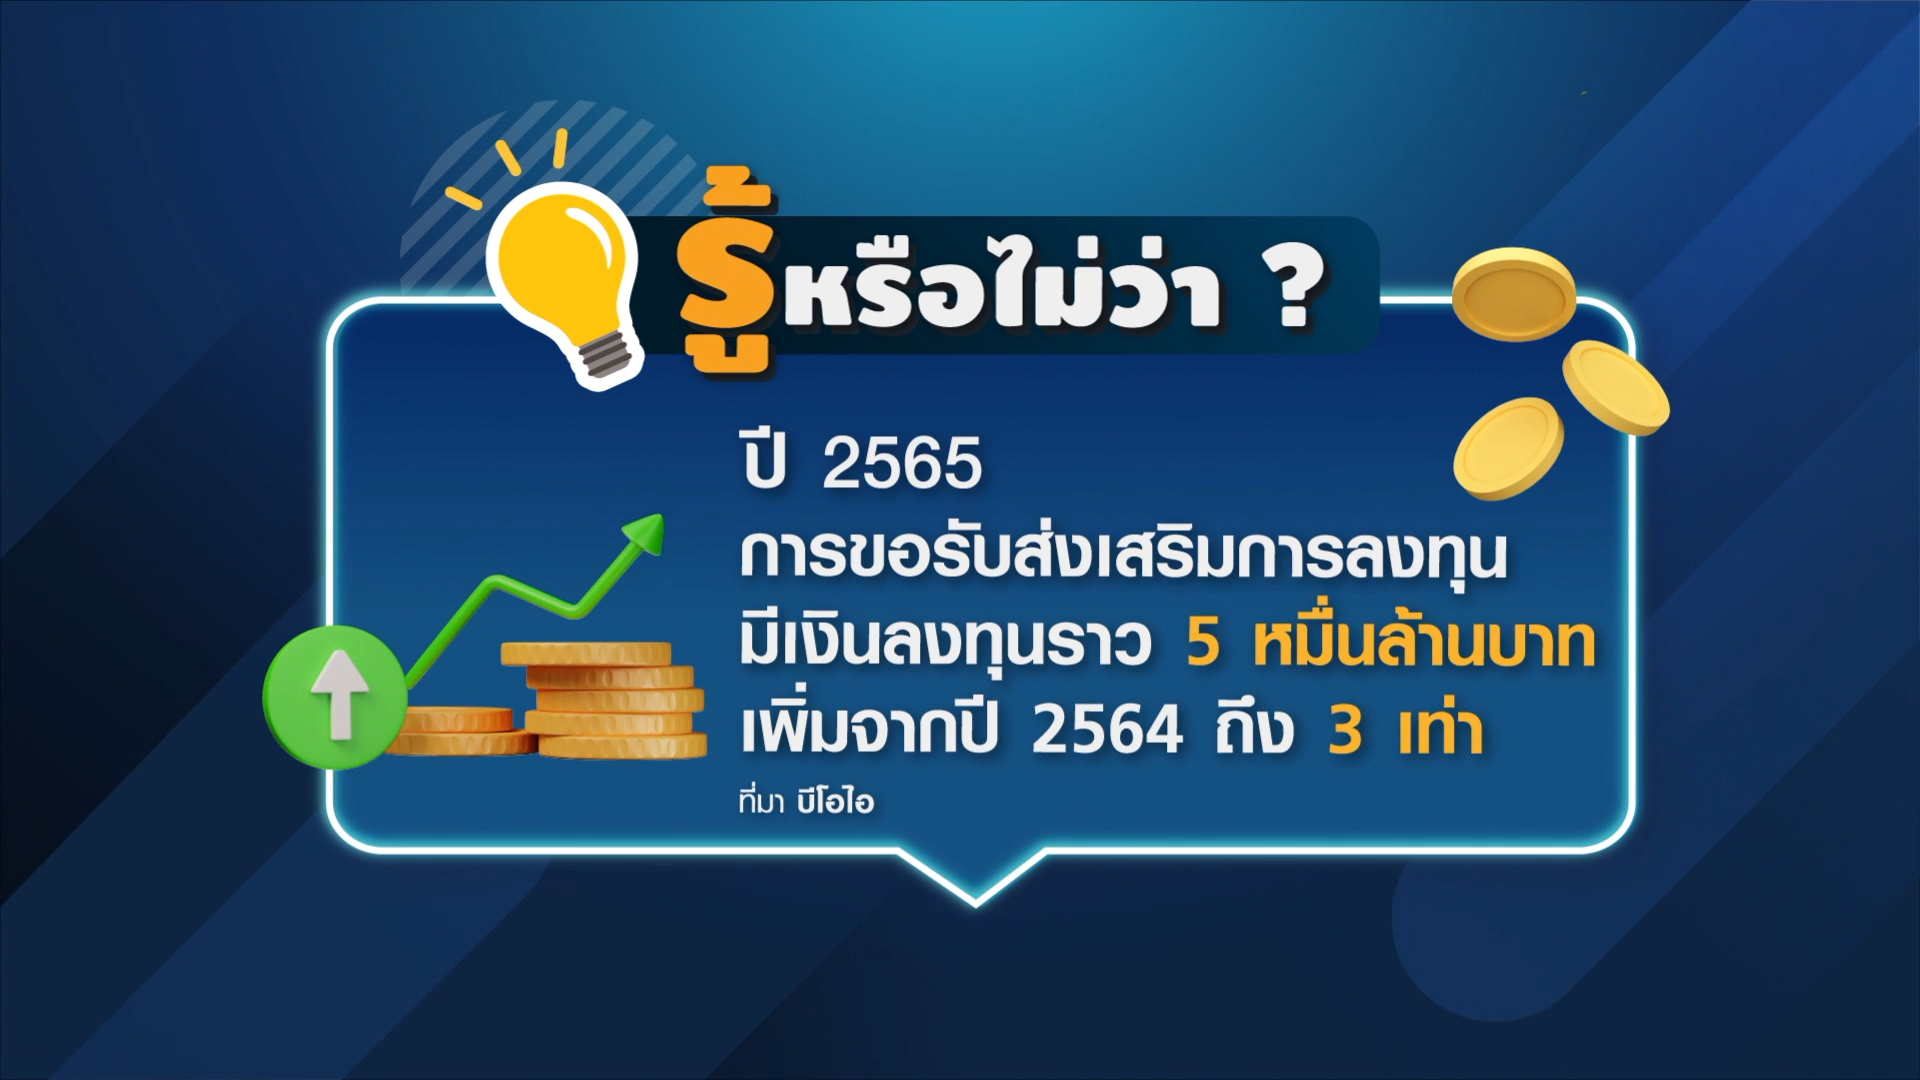 รู้หรือไม่ว่า ?
ปี 2565
การขอรับส่งเสริมการลงทุน
มีเงินลงทุนราว 5 หมื่นล้านบาท
เพิ่มจากปี 2564 ถึง 3 เท่า
ที่มา บีโอไอ